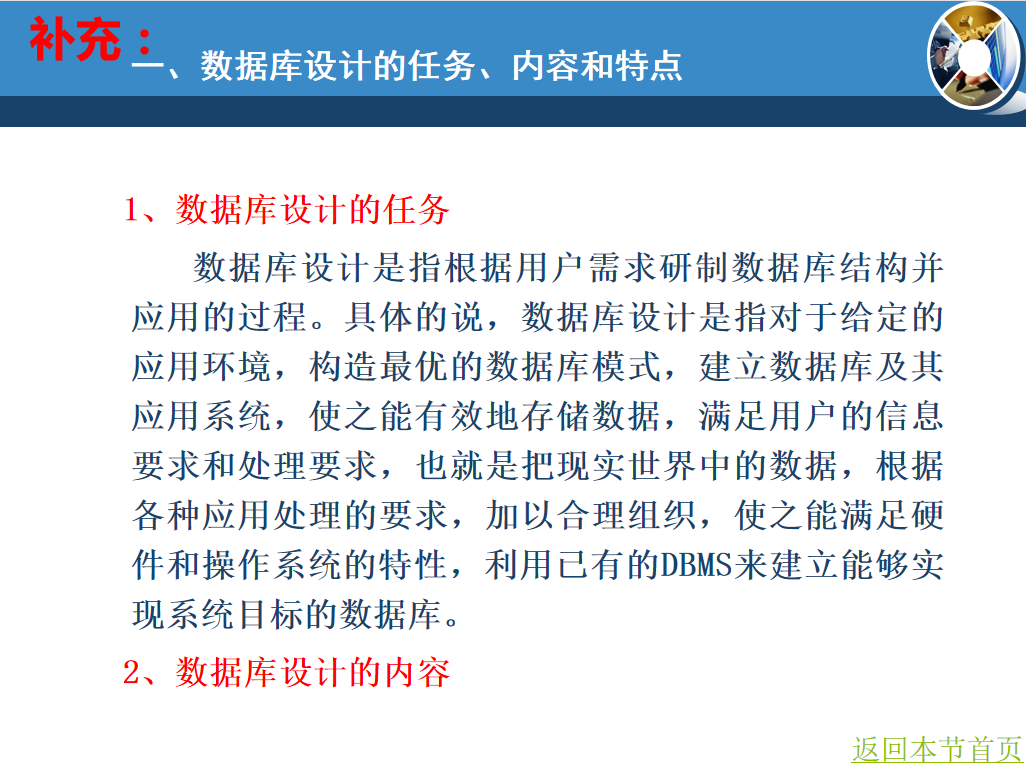 补充：
一、数据库设计的任务、内容和特点
1、数据库设计的任务
数据库设计是指根据用户需求研制数据库结构并
应用的过程。具体的说，数据库设计是指对于给定的
应用环境，构造最优的数据库模式，建立数据库及其
应用系统，使之能有效地存储数据，满足用户的信息
要求和处理要求，也就是把现实世界中的数据，根据
各种应用处理的要求，加以合理组织，使之能满足硬
件和操作系统的特性，利用已有的DBMS来建立能够实
现系统目标的数据库。
2、数据库设计的内容
返回本节首页